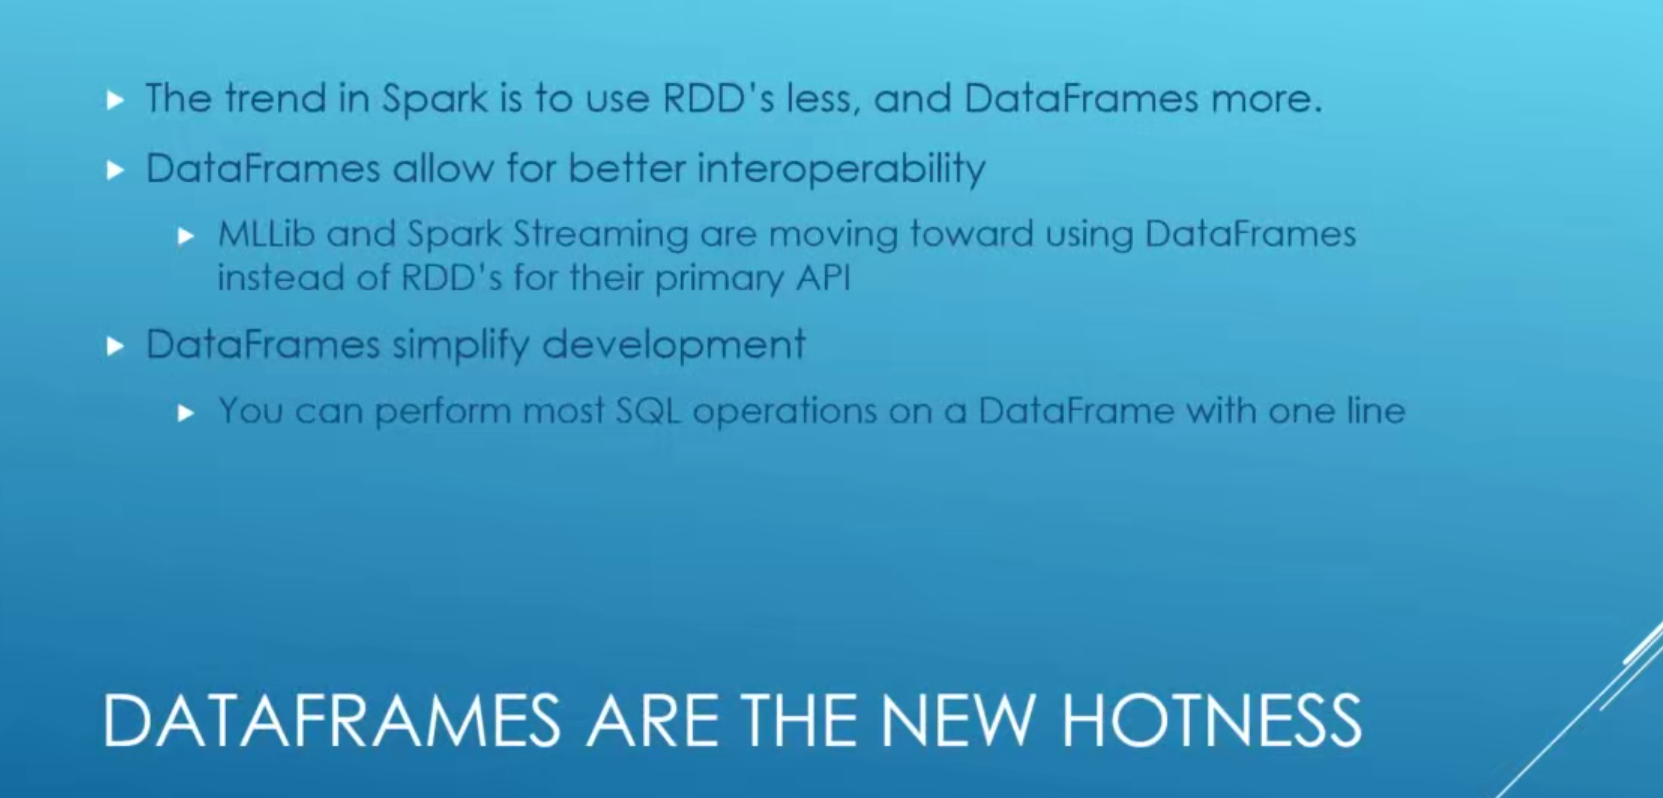 The trend in Spark is to use RDD's less, and DataFrames more.
DataFrames allow for better interoperability
MLLib and Spark Streaming are moving toward using DataFrames
instead of RDD's for their primary API
DataFrames simplify development
You can perform most SQL operations on a DataFrame with one line
DATAFRAMES ARE THE NEW HOTNESS